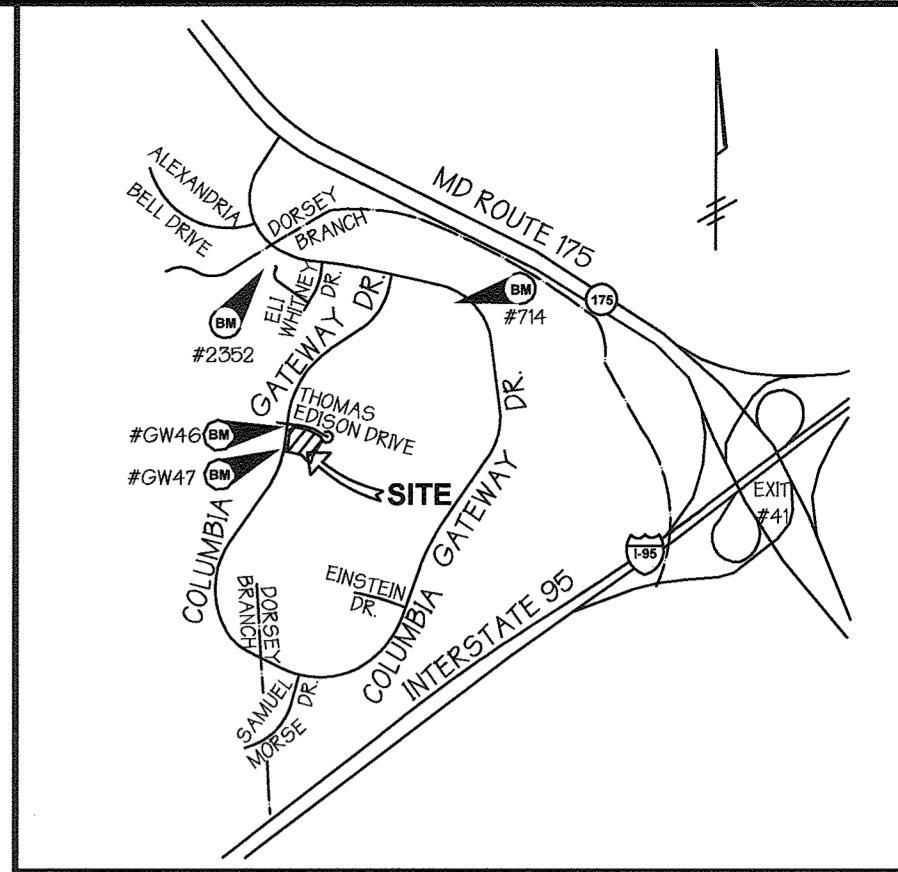 MD ROUTE 175
175
ALEXANDRIA
BELL DRIVE
DORSEY
BRANCH
ELI
WHITNEY
DR.
BM
#2352
BM
#714
COLUMBIA GATEWAY DR.
THOMAS
EDISON DRIVE
#GW46 BM
#GW47 BM
SITE
EXIT
#41
I-95
INTERSTATE 95
COLUMBIA GATEWAY DR.
EINSTEIN
DR.
DORSEY
BRANCH
SAMUEL
MORSE DR.